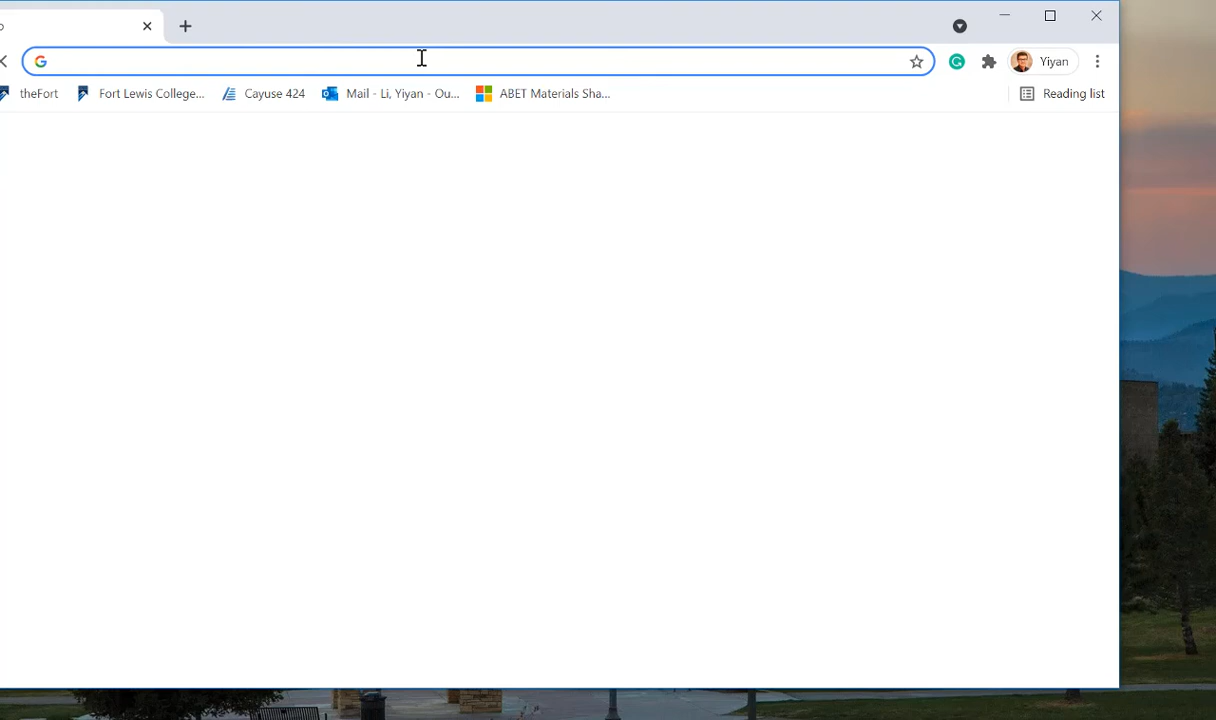 Yiyan
theFort
Fort Lewis College...
Cayuse 424
Mail - Li, Yiyan - Ou...
ABET Materials Sha...
Reading list